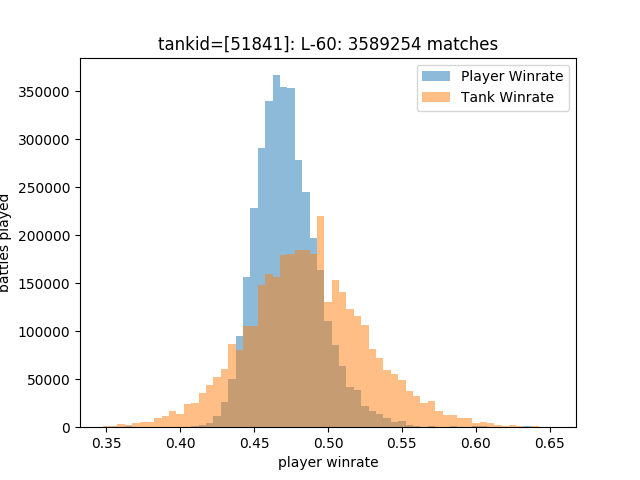 tankid=[51841]: L-60: 3589254 matches
Player Winrate
Tank Winrate
350000
300000
250000
200000
150000
100000
50000
0
battles played
0.35 0.40 0.45 0.50 0.55 0.60 0.65
player winrate